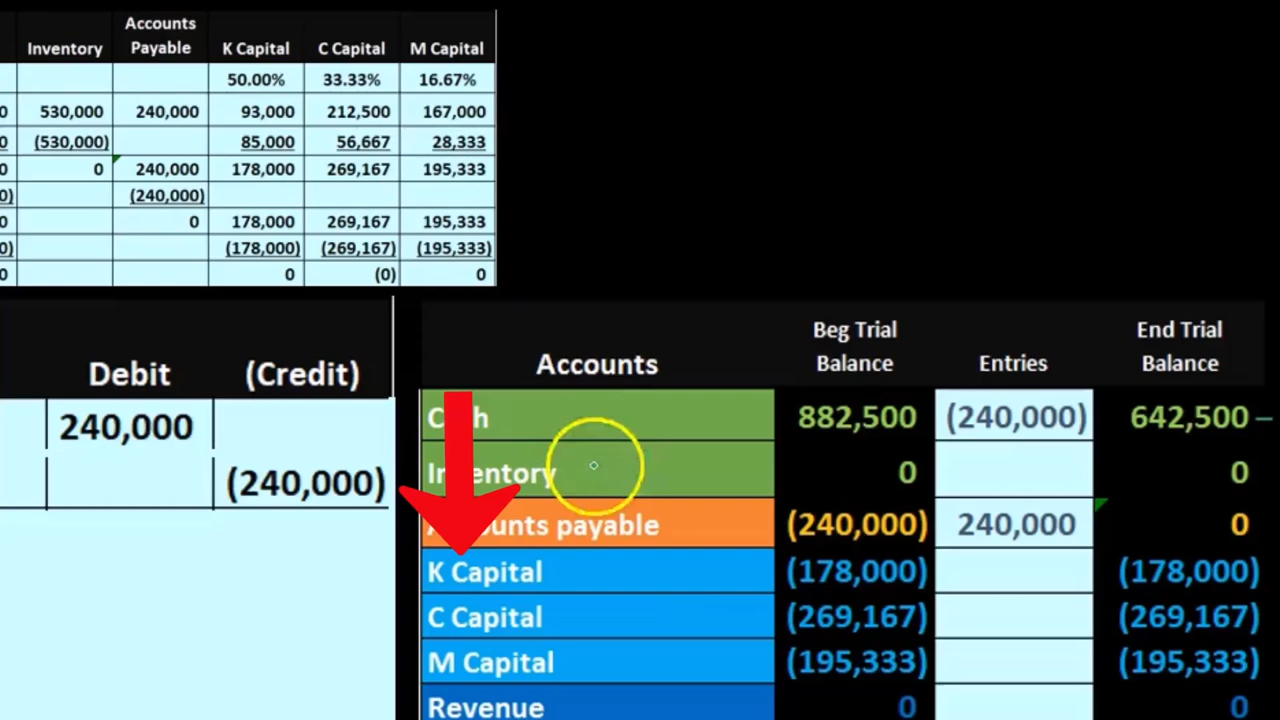 Accounts
Inventory Payable K Capital C Capital M Capital
50.00% 33.33% 16.67%
0 530,000 240,000 93,000 212,500 167,000
0 (530,000) 85,000 56,667 28,333
0 0 240,000 178,000 269,167 195,333
0) (240,000)
0 0 178,000 269,167 195,333
0) (178,000) (269,167) (195,333)
0 0 (0) 0
Debit (Credit)
240,000
(240,000)
Beg Trial End Trial
Accounts Balance Entries Balance
882,500 (240,000) 642,500
Inventory 0 0
payable (240,000) 240,000 0
K Capital (178,000) (178,000)
C Capital (269,167) (269,167)
M Capital (195,333) (195,333)
Revenue 0 0